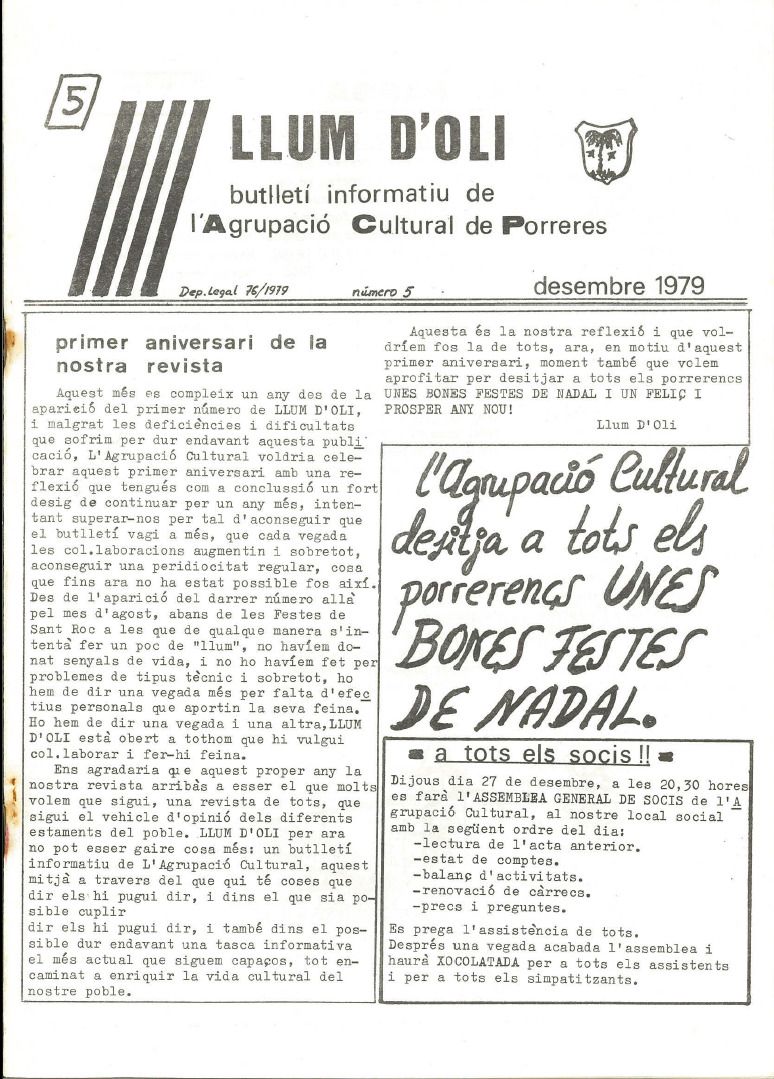 5
LLUM D'OLI
butlletí informatiu de
l'Agrupació Cultural de Porreres
Dep.Legal 76/1979
número 5
desembre 1979
primer aniversari de la
nostra revista
Aquest més es compleix un any des de la
aparició del primer número de LLUM D'OLI,
i malgrat les deficiències i dificultats
que sofrim per dur endavant aquesta publi
cació, L'Agrupació Cultural voldria cele-
brar aquest primer aniversari amb una re-
flexió que tengués com a conclussió un fort
desig de continuar per un any més, inten-
tant superar-nos per tal d'aconseguir que
el butlletí vagi a més, que cada vegada
les col.laboracions augmentin i sobretot,
aconseguir una peridiocitat regular, cosa
que fins ara no ha estat possible fos així.
Des de l'aparició del darrer número allà
pel mes d'agost, abans de les Festes de
Sant Roc a les que de qualque manera s'in-
tentà fer un poc de "llum", no havíem do-
nat senyals de vida, i no ho havíem fet per
problemes de tipus tècnic i sobretot, ho
hem de dir una vegada més per falta d'efec
tius personals que aportin la seva feina.
Ho hem de dir una vegada i una altra,LLUM
D'OLI està obert a tothom que hi vulgui
col.laborar i fer-hi feina.
Ens agradaria que aquest proper any la
nostra revista arribàs a esser el que molts
volem que sigui, una revista de tots, que
sigui el vehicle d'opinió dels diferents
estaments del poble. LLUM D'OLI per ara
no pot esser gaire cosa més: un butlletí
informatiu de L'Agrupació Cultural, aquest
mitjà a travers del que qui té coses que
dir els hi pugui dir, i dins el que sia po-
sible cuplir
dir els hi pugui dir, i també dins el pos-
sible dur endavant una tasca informativa
el més actual que siguem capaços, tot en-
caminat a enriquir la vida cultural del
nostre poble.
Aquesta és la nostra reflexió i que vol-
dríem fos la de tots, ara, en motiu d'aquest
primer aniversari, moment també que volem
aprofitar per desitjar a tots els porrerencs
UNES BONES FESTES DE NADAL I UN FELIÇ I
PROSPER ANY NOU!
Llum D'Oli
l'Agrupació Cultural
desitja a tots els
porrerencs UNES
BONES FESTES
DE NADAL.
a tots els socis!!
Dijous dia 27 de desembre, a les 20,30 hores
es farà l'ASSEMBLEA GENERAL DE SOCIS de l'A
grupació Cultural, al nostre local social
amb la següent ordre del dia:
-lectura de l'acta anterior.
-estat de comptes.
-balanç d'activitats.
-renovació de càrrecs.
-precs i preguntes.
Es prega l'assistència de tots.
Després una vegada acabada l'assemblea i
haurà XOCOLATADA per a tots els assistents
i per a tots els simpatitzants.